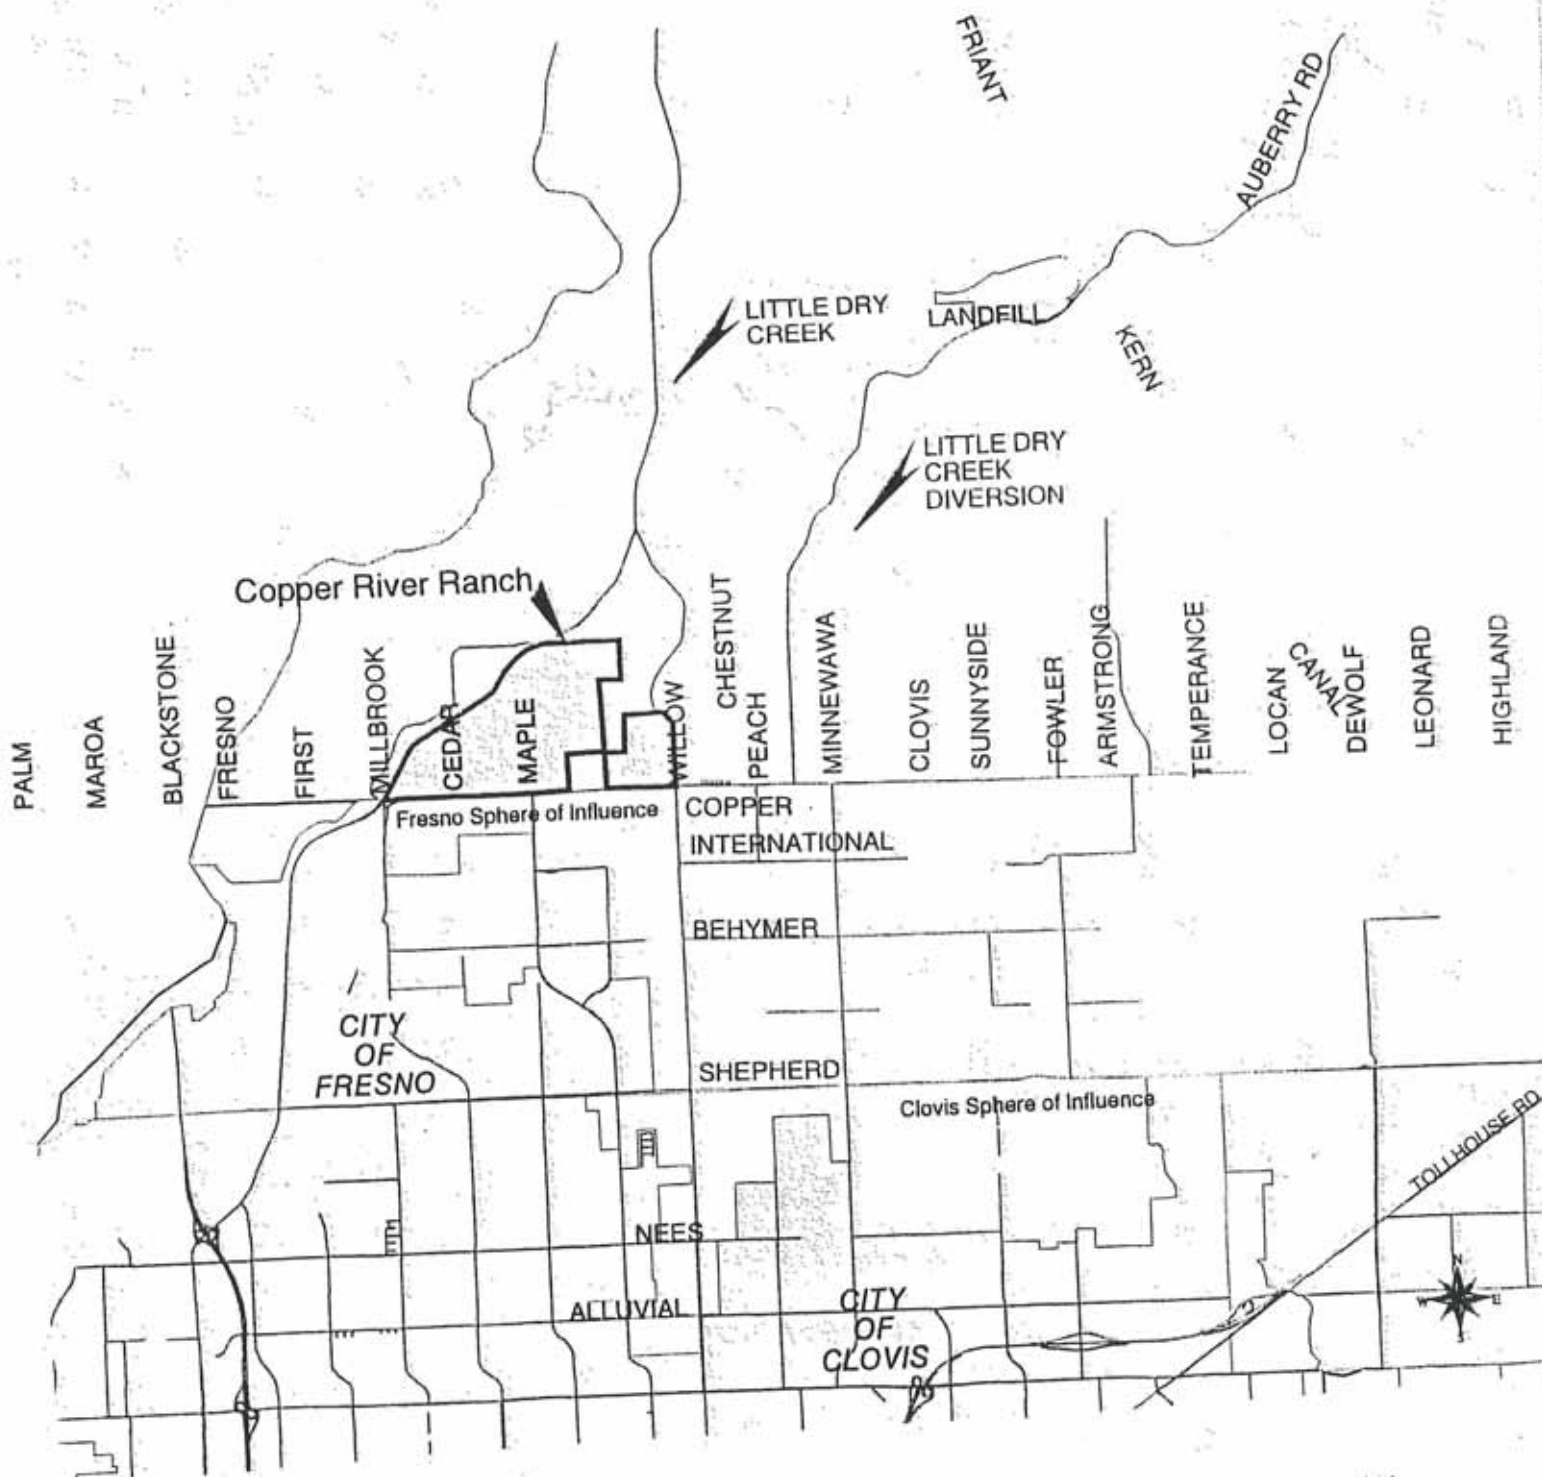 FRIANT
AUBERRY RD
LITTLE DRY
CREEK
LANDFILL
KERN
LITTLE DRY
CREEK
DIVERSION
Copper River Ranch
PALM
MAROA
BLACKSTONE
FRESNO
FIRST
MILLBROOK
CEDAR
MAPLE
WILLOW
CHESTNUT
PEACH
MINNEWAWA
CLOVIS
SUNNYSIDE
FOWLER
ARMSTRONG
TEMPERANCE
LOCAN
CANAL
DEWOLF
LEONARD
HIGHLAND
Fresno Sphere of Influence
COPPER
INTERNATIONAL
BEHYMER
CITY
OF
FRESNO
SHEPHERD
Clovis Sphere of Influence
TOLLHOUSE RD
NEES
ALLUVIAL
CITY
OF
CLOVIS
N
W
E
S